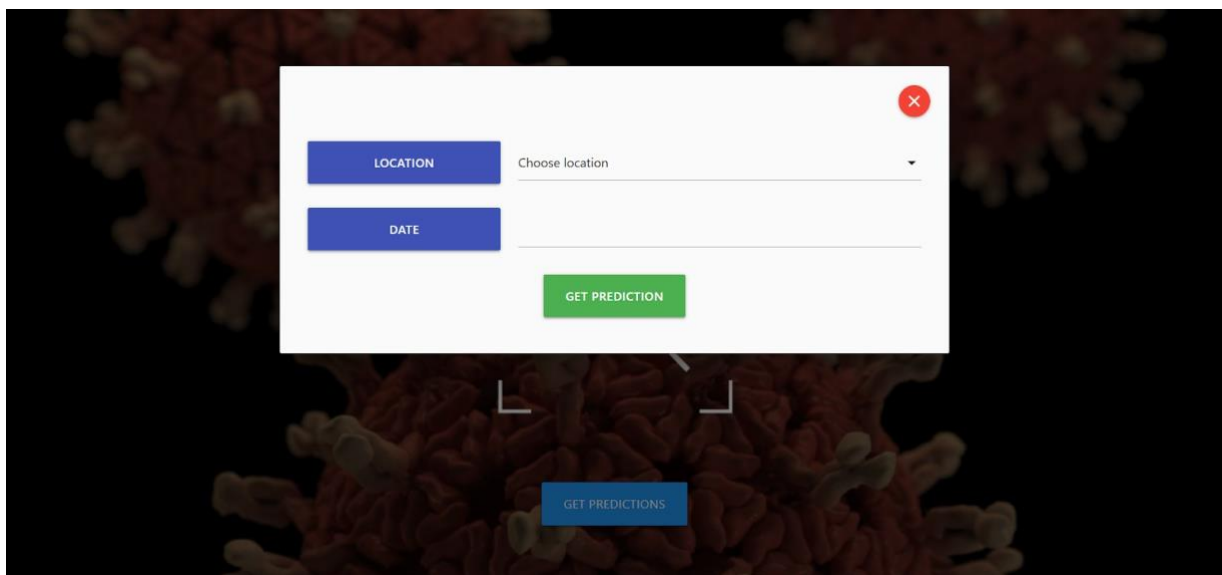 LOCATION
Choose location
DATE
GET PREDICTION
GET PREDICTIONS